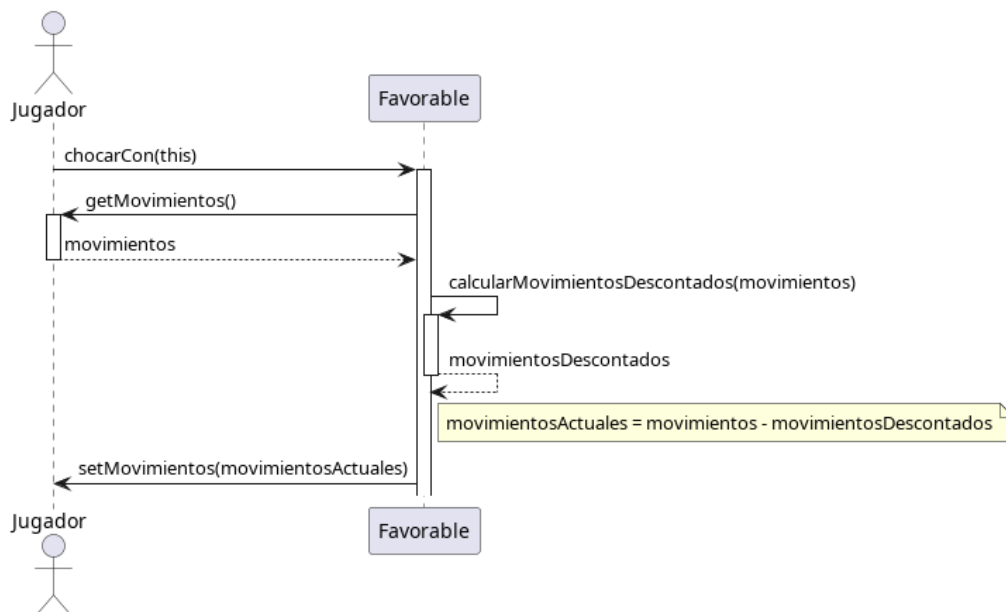 Jugador
Favorable
chocarCon(this)
getMovimientos()
movimientos
calcularMovimientosDescontados(movimientos)
movimientosDescontados
movimientosActuales = movimientos - movimientosDescontados
setMovimientos(movimientosActuales)
Jugador
Favorable